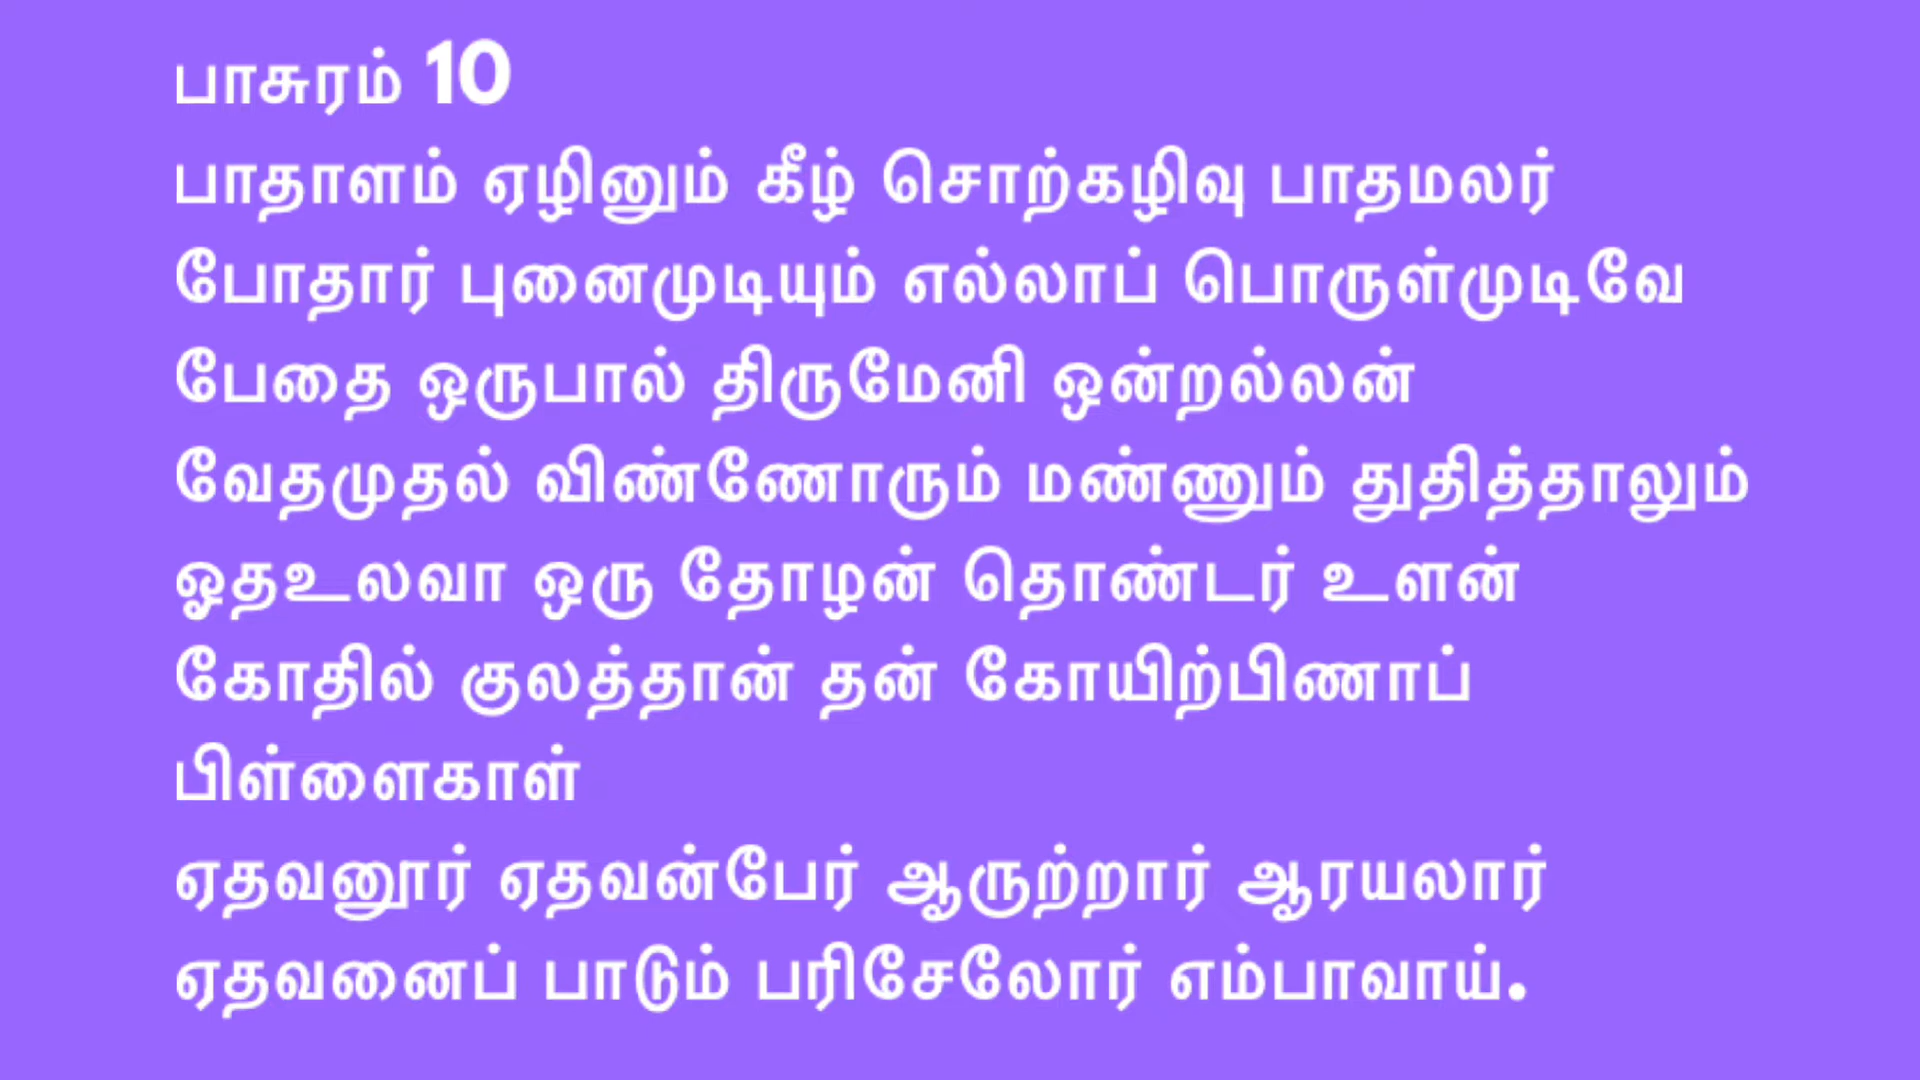 பாசுரம் 10
பாதாளம் ஏழினும் கீழ் சொற்கழிவு பாதமலர்
போதார் புனைமுடியும் எல்லாப் பொருள்முடிவே
பேதை ஒருபால் திருமேனி ஒன்றல்லன்
வேதமுதல் விண்ணோரும் மண்ணும் துதித்தாலும்
ஓதஉலவா ஒரு தோழன் தொண்டர் உளன்
கோதில் குலத்தான் தன் கோயிற்பிணாப்
பிள்ளைகாள்
ஏதவனூர் ஏதவன்பேர் ஆருற்றார் ஆரயலார்
ஏதவனைப் பாடும் பரிசேலோர் எம்பாவாய்.